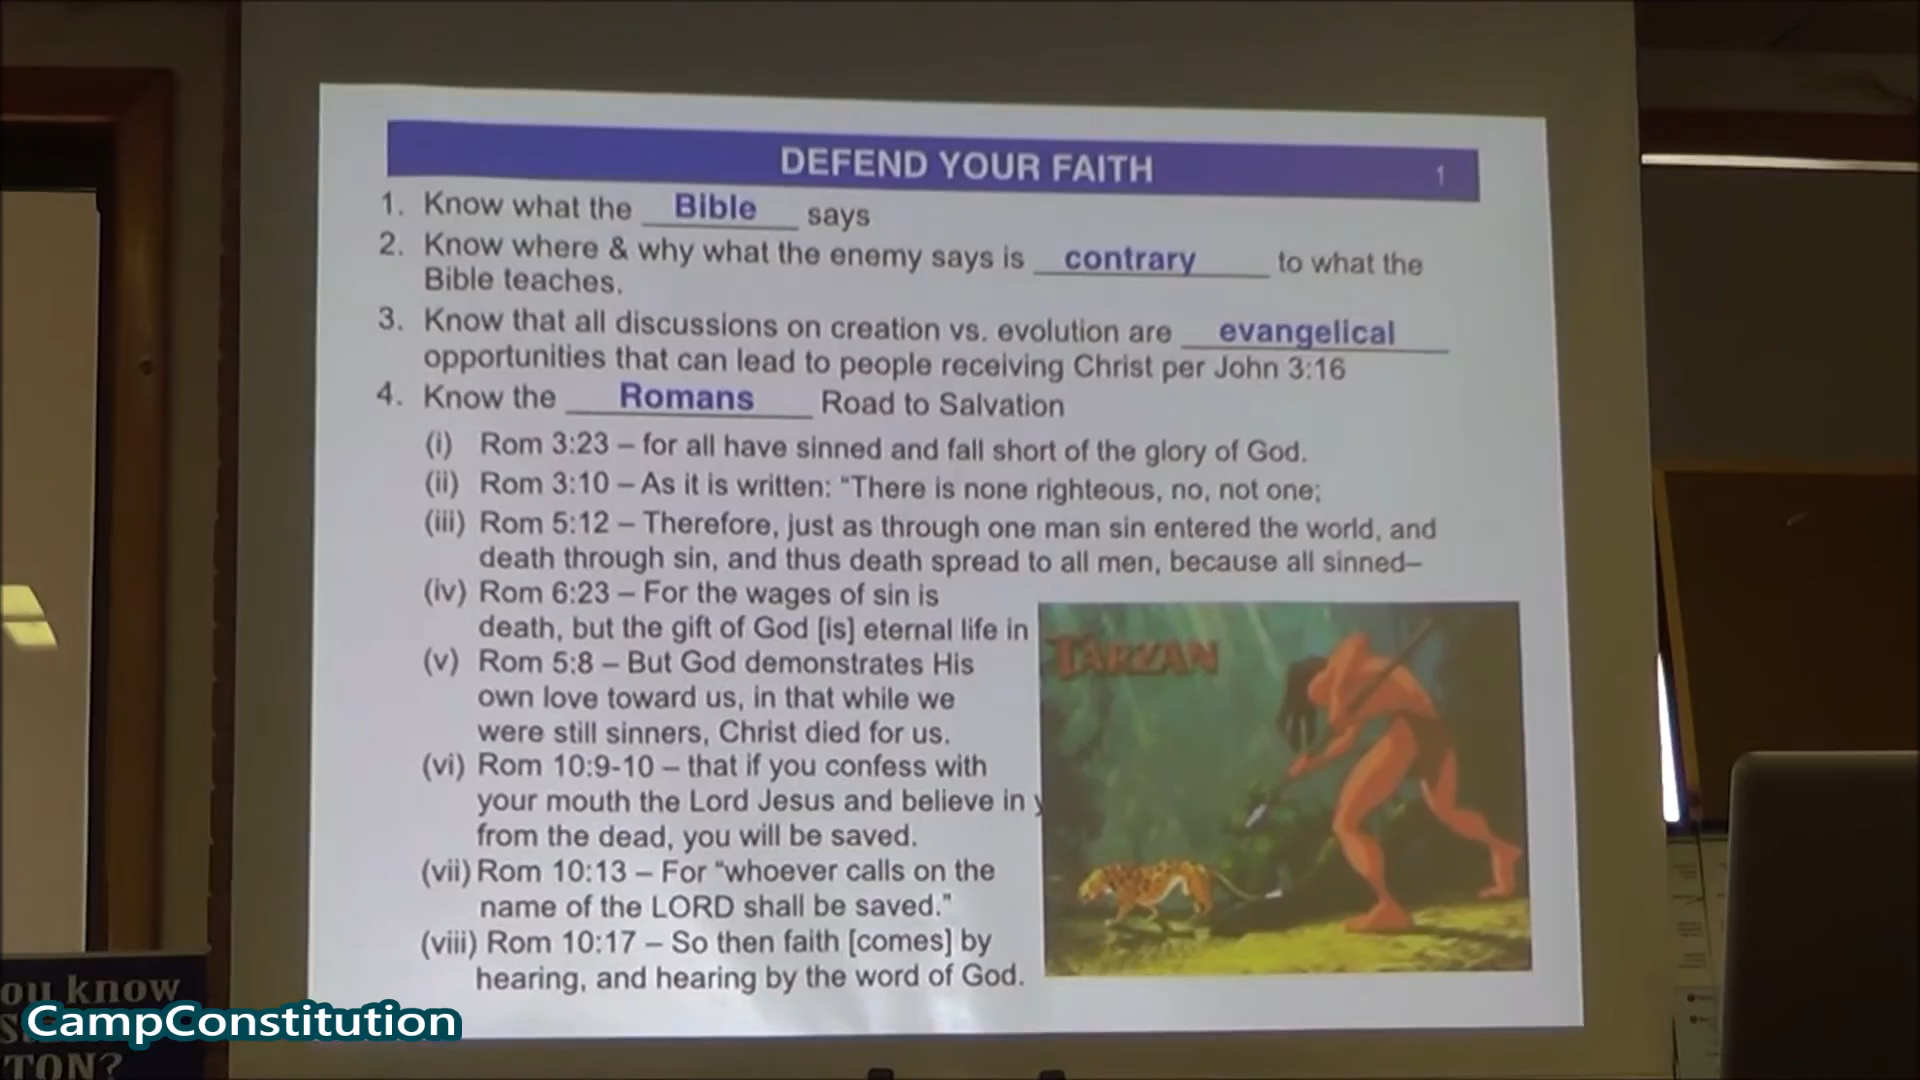 DEFEND YOUR FAITH 1
1. Know what the Bible says
2. Know where & why what the enemy says is contrary to what the
Bible teaches.
3. Know that all discussions on creation vs. evolution are evangelical
opportunities that can lead to people receiving Christ per John 3:16
4. Know the Romans Road to Salvation
(i) Rom 3:23 – for all have sinned and fall short of the glory of God.
(ii) Rom 3:10 – As it is written: “There is none righteous, no, not one;
(iii) Rom 5:12 – Therefore, just as through one man sin entered the world, and
death through sin, and thus death spread to all men, because all sinned–
(iv) Rom 6:23 – For the wages of sin is
death, but the gift of God [is] eternal life in
(v) Rom 5:8 – But God demonstrates His
own love toward us, in that while we
were still sinners, Christ died for us.
(vi) Rom 10:9-10 – that if you confess with
your mouth the Lord Jesus and believe in
from the dead, you will be saved.
(vii) Rom 10:13 – For “whoever calls on the
name of the LORD shall be saved.”
(viii) Rom 10:17 – So then faith [comes] by
hearing, and hearing by the word of God.
TARZAN
ou know
CampConstitution
TON?